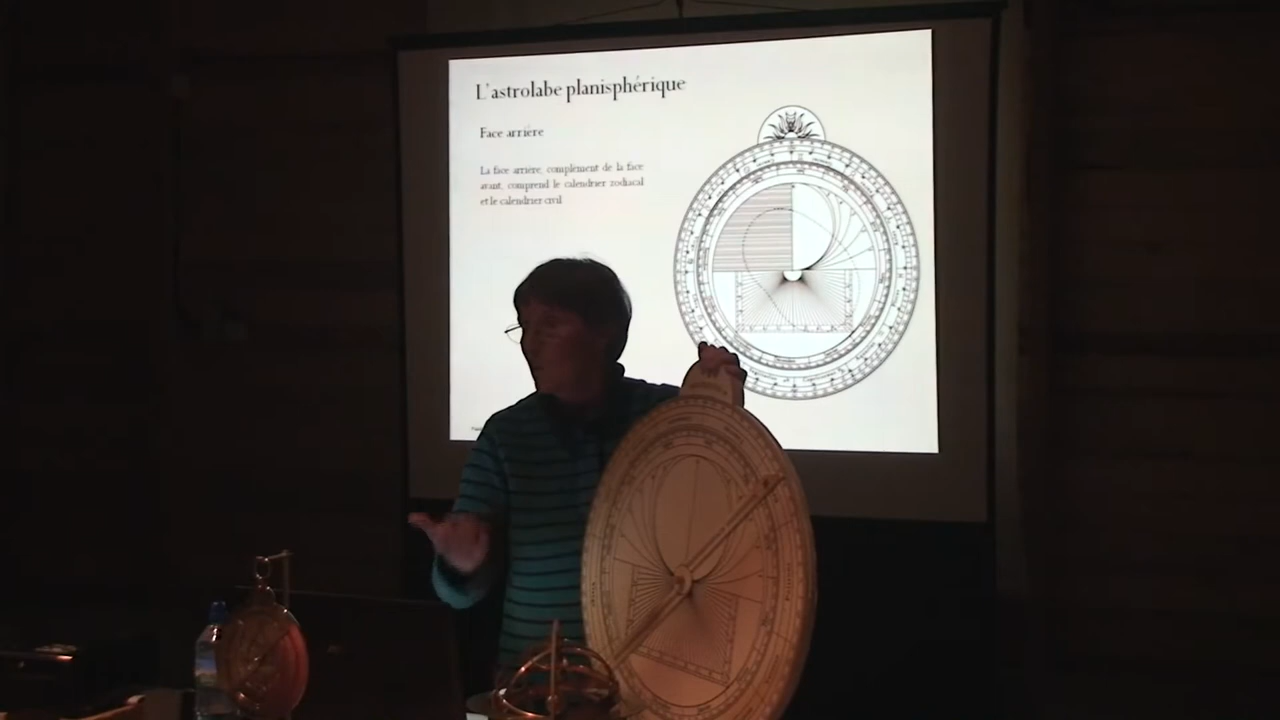 L'astrolabe planisphérique
Face arrière
La face arrière, complément de la face
avant, comprend le calendrier zodiacal
et le calendrier civil